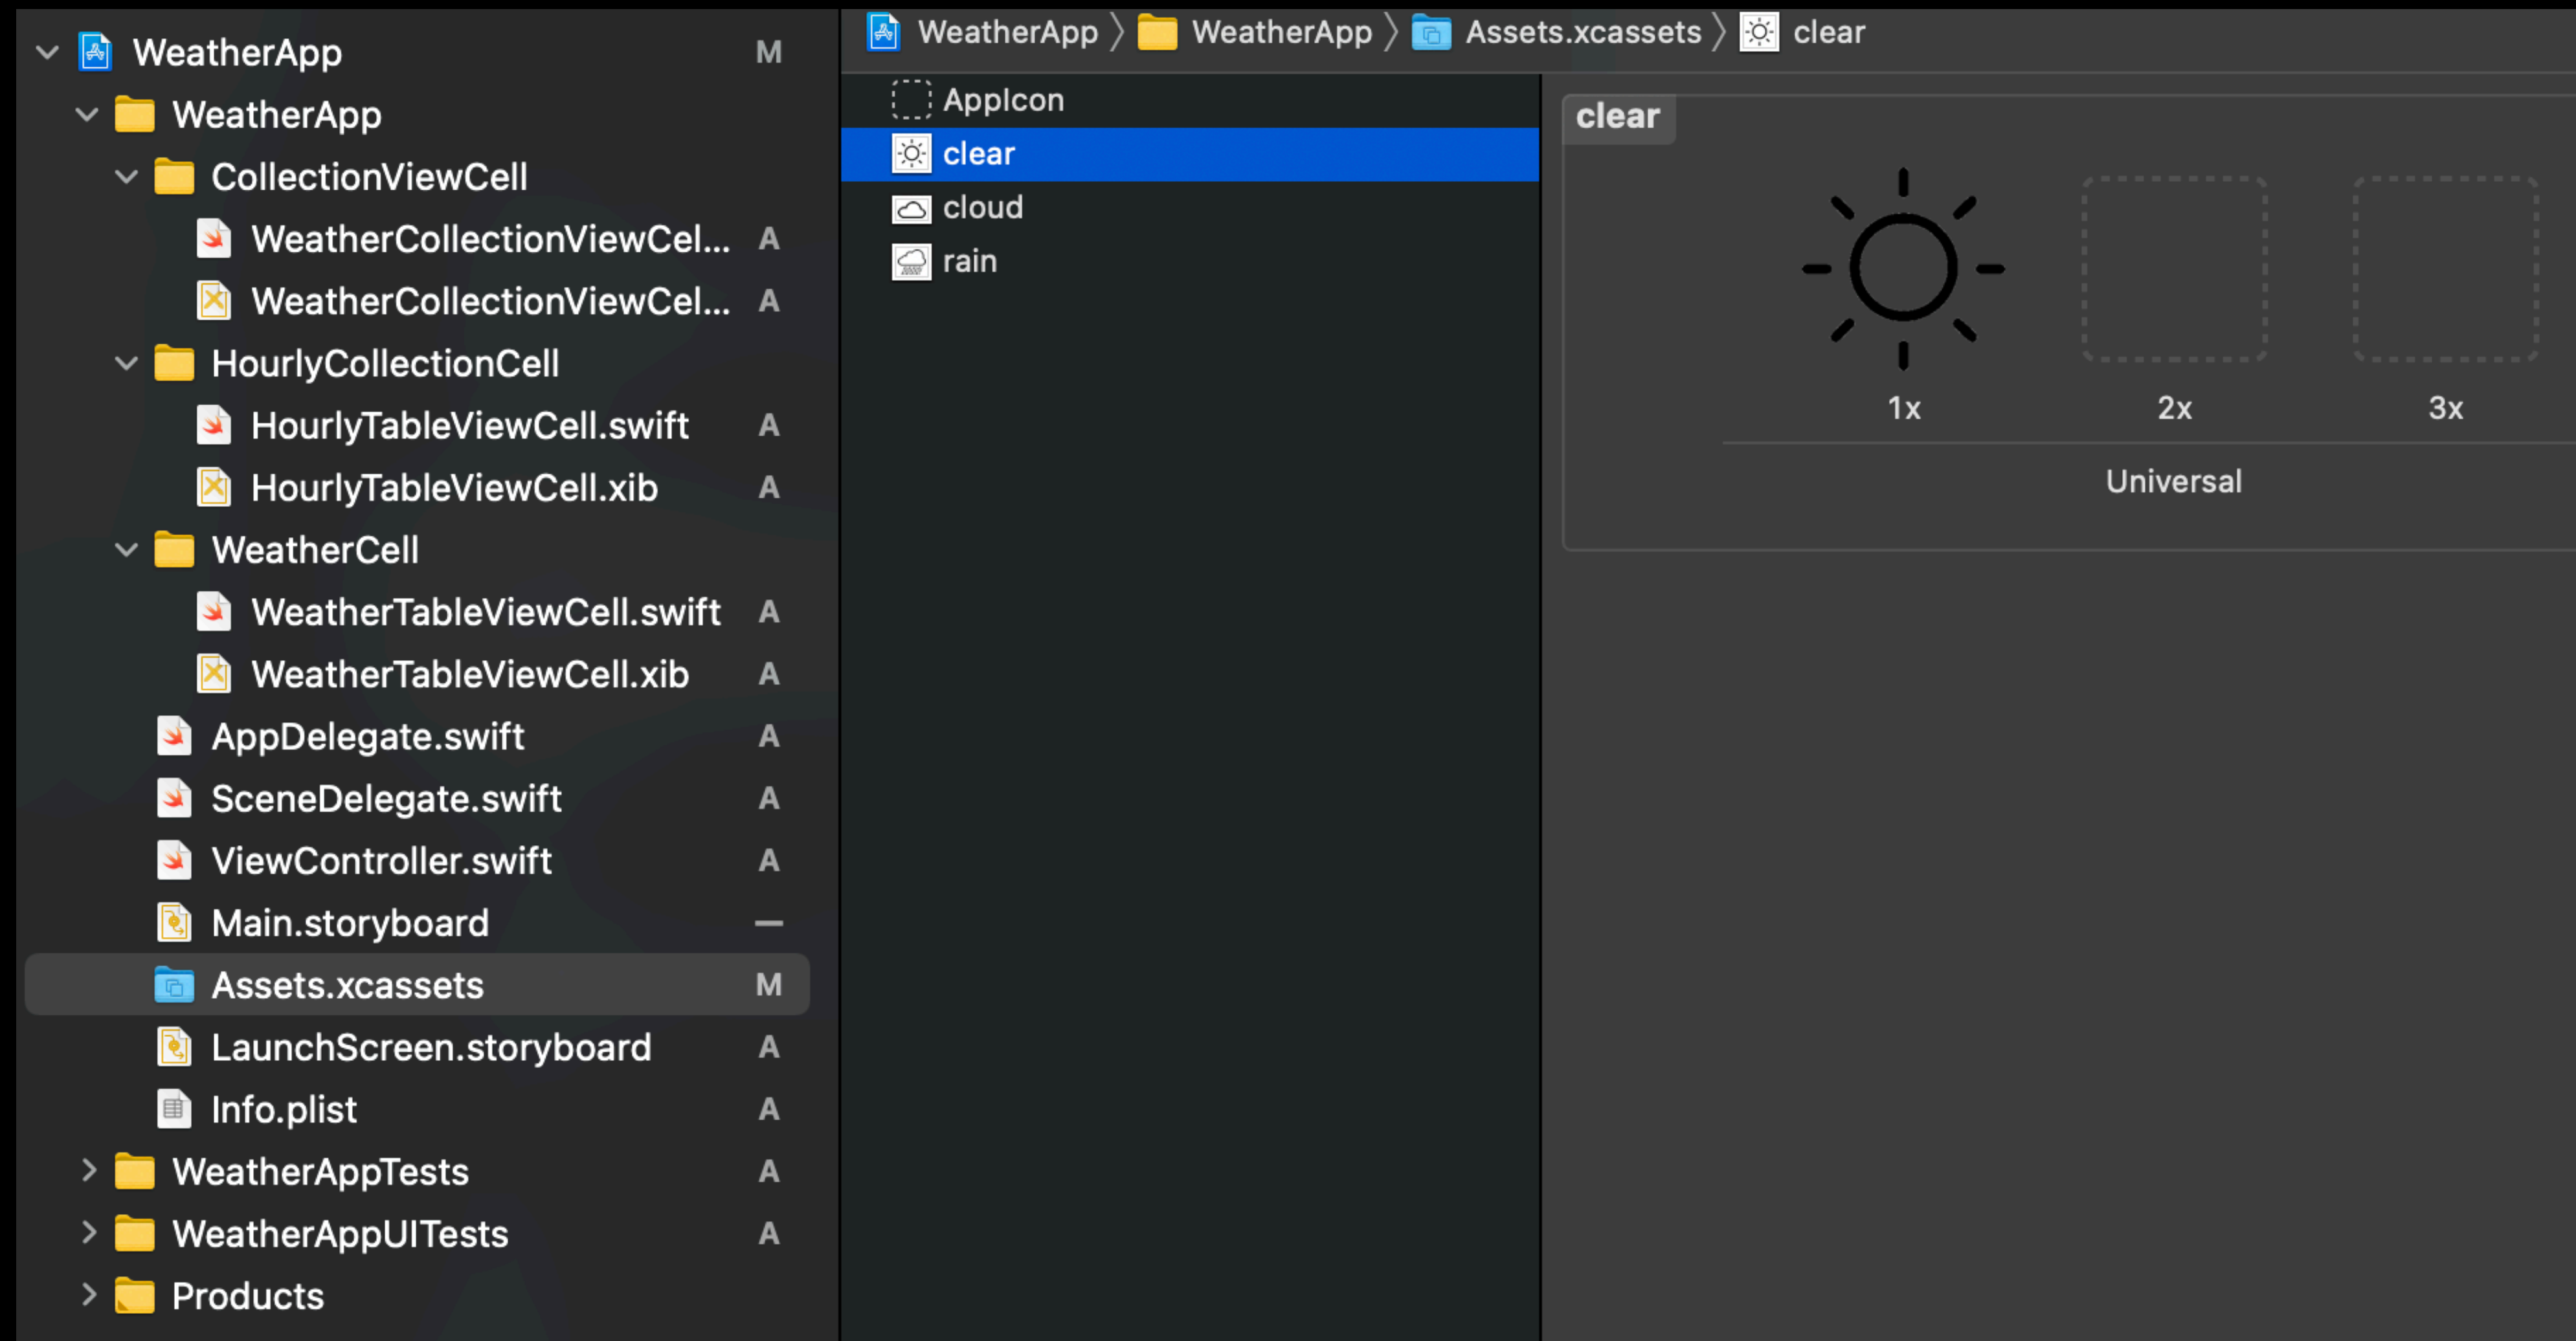 WeatherApp M
WeatherApp
CollectionViewCell
WeatherCollectionViewCel... A
WeatherCollectionViewCel... A
HourlyCollectionCell
HourlyTableViewCell.swift A
HourlyTableViewCell.xib A
WeatherCell
WeatherTableViewCell.swift A
WeatherTableViewCell.xib A
AppDelegate.swift A
SceneDelegate.swift A
ViewController.swift A
Main.storyboard —
Assets.xcassets M
LaunchScreen.storyboard A
Info.plist A
WeatherAppTests A
WeatherAppUITests A
Products
WeatherApp 〉 WeatherApp 〉 Assets.xcassets 〉 clear
AppIcon
clear
cloud
rain
clear
1x 2x 3x
Universal